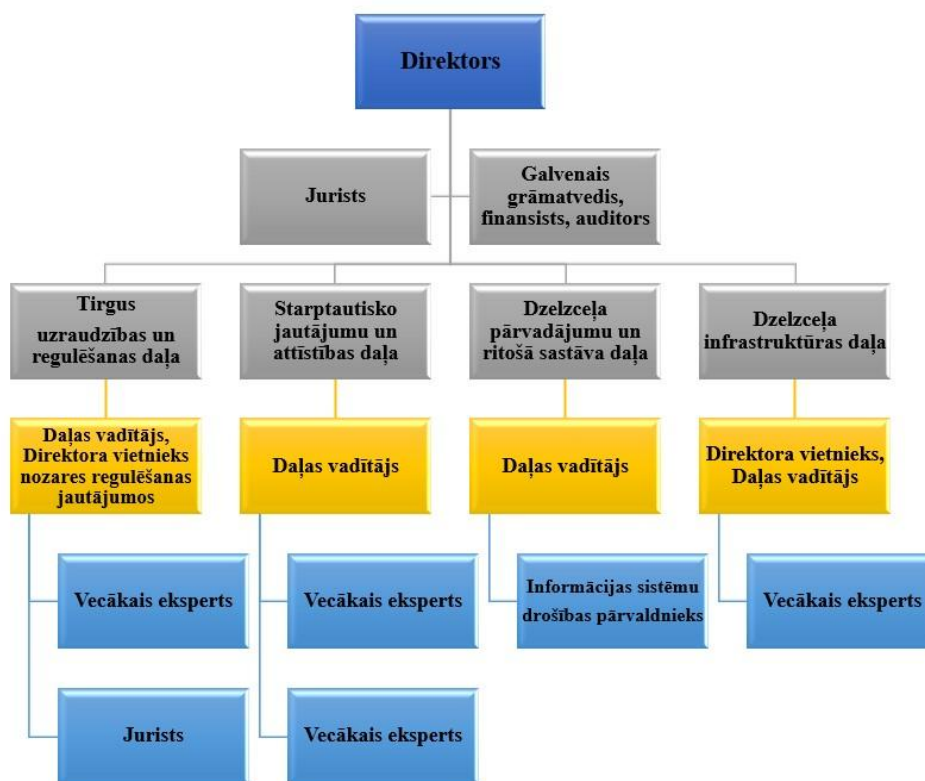 Direktors
Jurists
Galvenais
grāmatvedis,
finansists, auditors
Tirgus
uzraudzības un
regulēšanas daļa
Starptautisko
jautājumu un
attīstības daļa
Dzelzceļa
pārvadājumu un
ritošā sastāva daļa
Dzelzceļa
infrastruktūras daļa
Daļas vadītājs,
Direktora vietnieks
nozares regulēšanas
jautājumos
Daļas vadītājs
Daļas vadītājs
Direktora vietnieks,
Daļas vadītājs
Vecākais eksperts
Vecākais eksperts
Informācijas sistēmu
drošības pārvaldnieks
Vecākais eksperts
Jurists
Vecākais eksperts